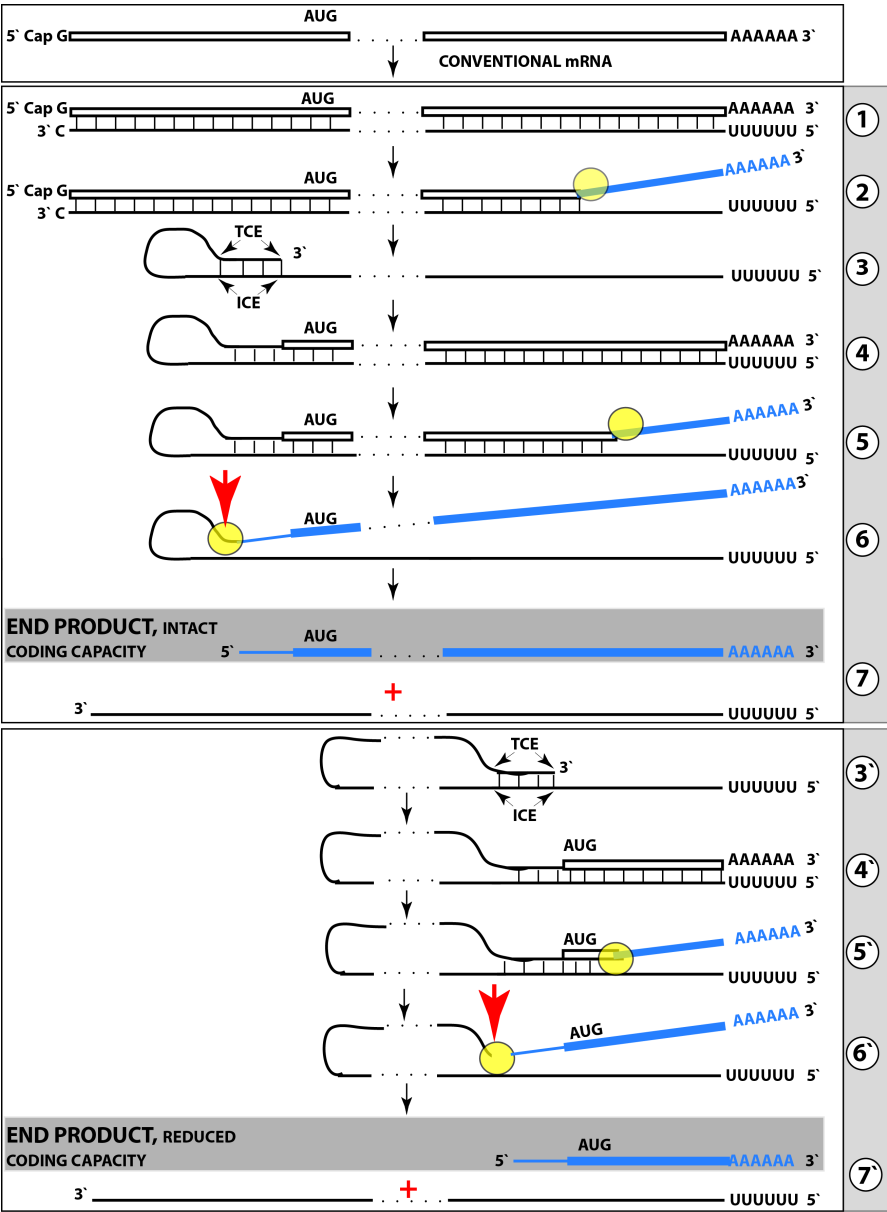 AUG
5` Cap G AAAAAA 3`
CONVENTIONAL mRNA
AUG
5` Cap G AAAAAA 3`
3` C UUUUUU 5`
1
AUG
AAAAAA 3`
5` Cap G
3` C UUUUUU 5`
2
TCE
3`
UUUUUU 5`
ICE
3
AUG
AAAAAA 3`
UUUUUU 5`
4
AUG
AAAAAA 3`
UUUUUU 5`
5
AUG
AAAAAA 3`
UUUUUU 5`
6
END PRODUCT, INTACT
AUG
CODING CAPACITY 5` AAAAAA 3`
+
7
3` UUUUUU 5`
TCE
3`
UUUUUU 5`
ICE
3`
AUG
AAAAAA 3`
UUUUUU 5`
4`
AUG
AAAAAA 3`
UUUUUU 5`
5`
AUG
AAAAAA 3`
UUUUUU 5`
6`
END PRODUCT, REDUCED
AUG
CODING CAPACITY 5` AAAAAA 3`
7`
+
3` UUUUUU 5`